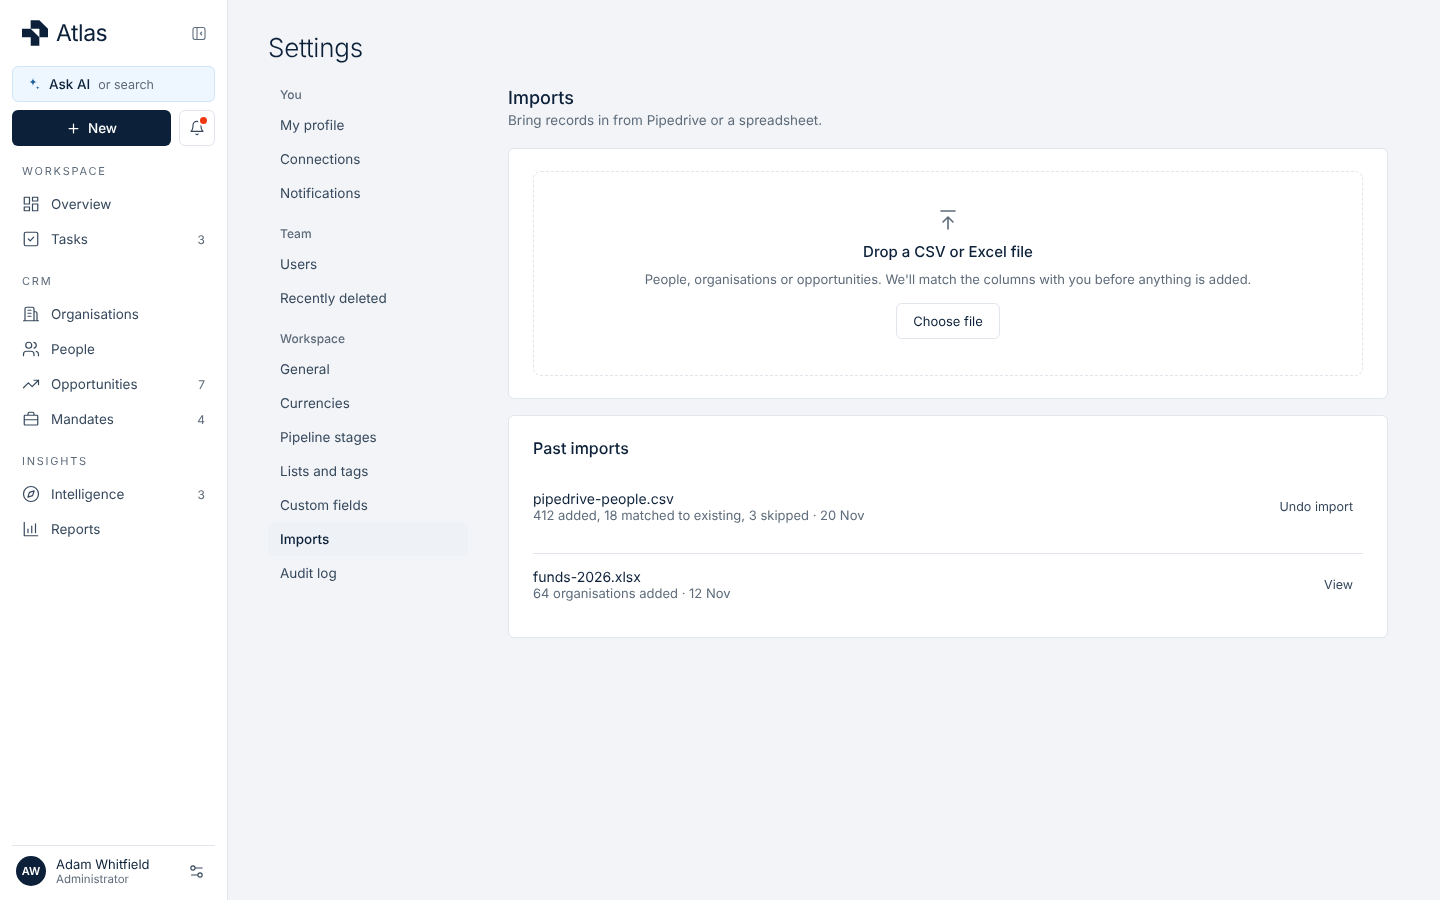 Atlas
Ask AI or search
New
WORKSPACE
Overview
Tasks 3
CRM
Organisations
People
Opportunities 7
Mandates 4
INSIGHTS
Intelligence 3
Reports
AW
Adam Whitfield
Administrator
Settings
You
My profile
Connections
Notifications
Team
Users
Recently deleted
Workspace
General
Currencies
Pipeline stages
Lists and tags
Custom fields
Imports
Audit log
Imports
Bring records in from Pipedrive or a spreadsheet.
Drop a CSV or Excel file
People, organisations or opportunities. We'll match the columns with you before anything is added.
Choose file
Past imports
pipedrive-people.csv
412 added, 18 matched to existing, 3 skipped · 20 Nov
Undo import
funds-2026.xlsx
64 organisations added · 12 Nov
View